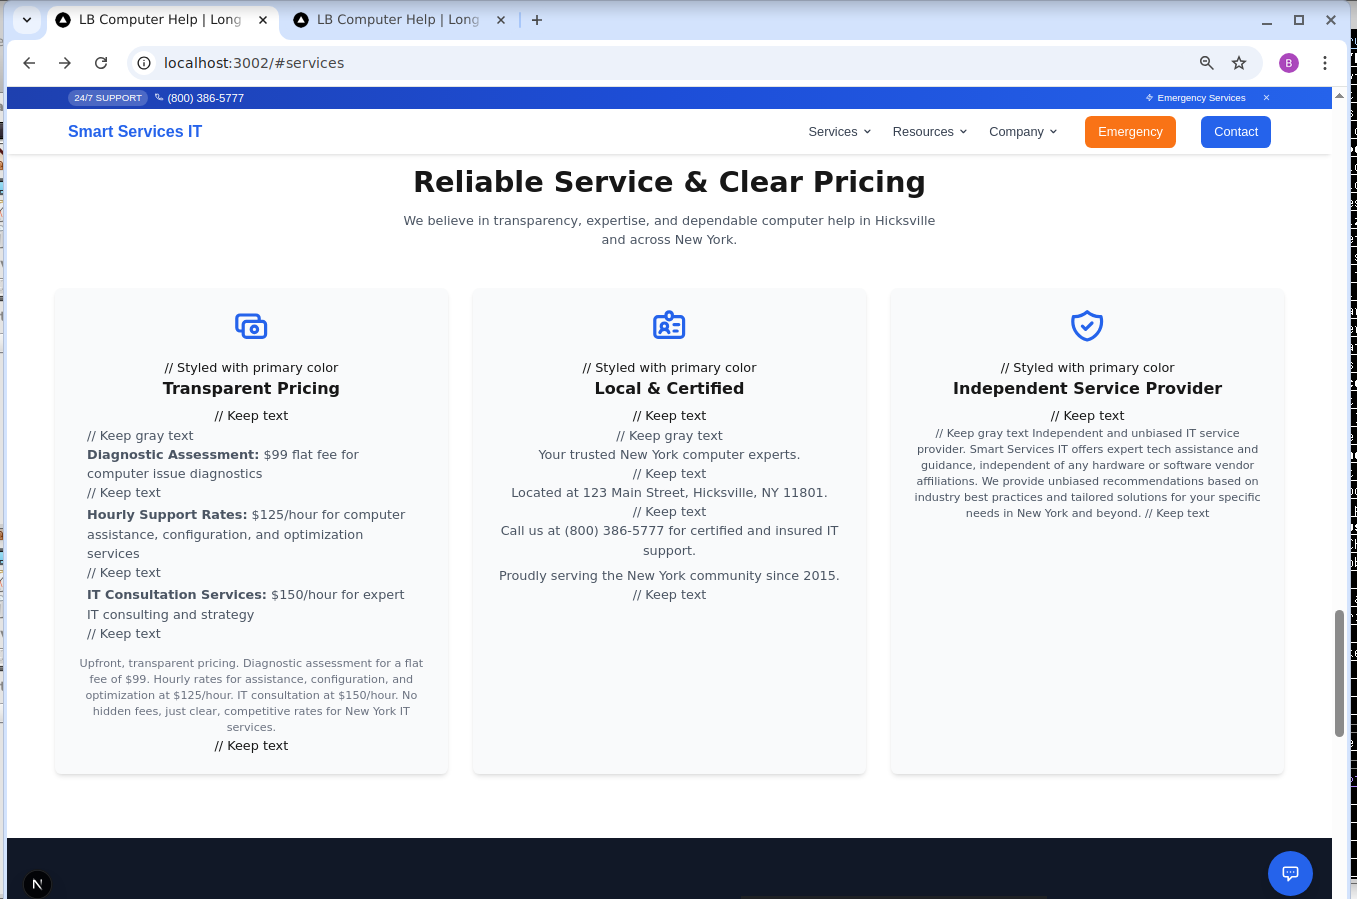 LB Computer Help | Long
LB Computer Help | Long
localhost:3002/#services
B
24/7 SUPPORT
(800) 386-5777
Emergency Services
Smart Services IT
Services
Resources
Company
Emergency
Contact
Reliable Service & Clear Pricing
We believe in transparency, expertise, and dependable computer help in Hicksville
and across New York.
// Styled with primary color
Transparent Pricing
// Keep text
// Keep gray text
Diagnostic Assessment: $99 flat fee for
computer issue diagnostics
// Keep text
Hourly Support Rates: $125/hour for computer
assistance, configuration, and optimization
services
// Keep text
IT Consultation Services: $150/hour for expert
IT consulting and strategy
// Keep text
Upfront, transparent pricing. Diagnostic assessment for a flat
fee of $99. Hourly rates for assistance, configuration, and
optimization at $125/hour. IT consultation at $150/hour. No
hidden fees, just clear, competitive rates for New York IT
services.
// Keep text
// Styled with primary color
Local & Certified
// Keep text
// Keep gray text
Your trusted New York computer experts.
// Keep text
Located at 123 Main Street, Hicksville, NY 11801.
// Keep text
Call us at (800) 386-5777 for certified and insured IT
support.
Proudly serving the New York community since 2015.
// Keep text
// Styled with primary color
Independent Service Provider
// Keep text
// Keep gray text Independent and unbiased IT service
provider. Smart Services IT offers expert tech assistance and
guidance, independent of any hardware or software vendor
affiliations. We provide unbiased recommendations based on
industry best practices and tailored solutions for your specific
needs in New York and beyond. // Keep text
N